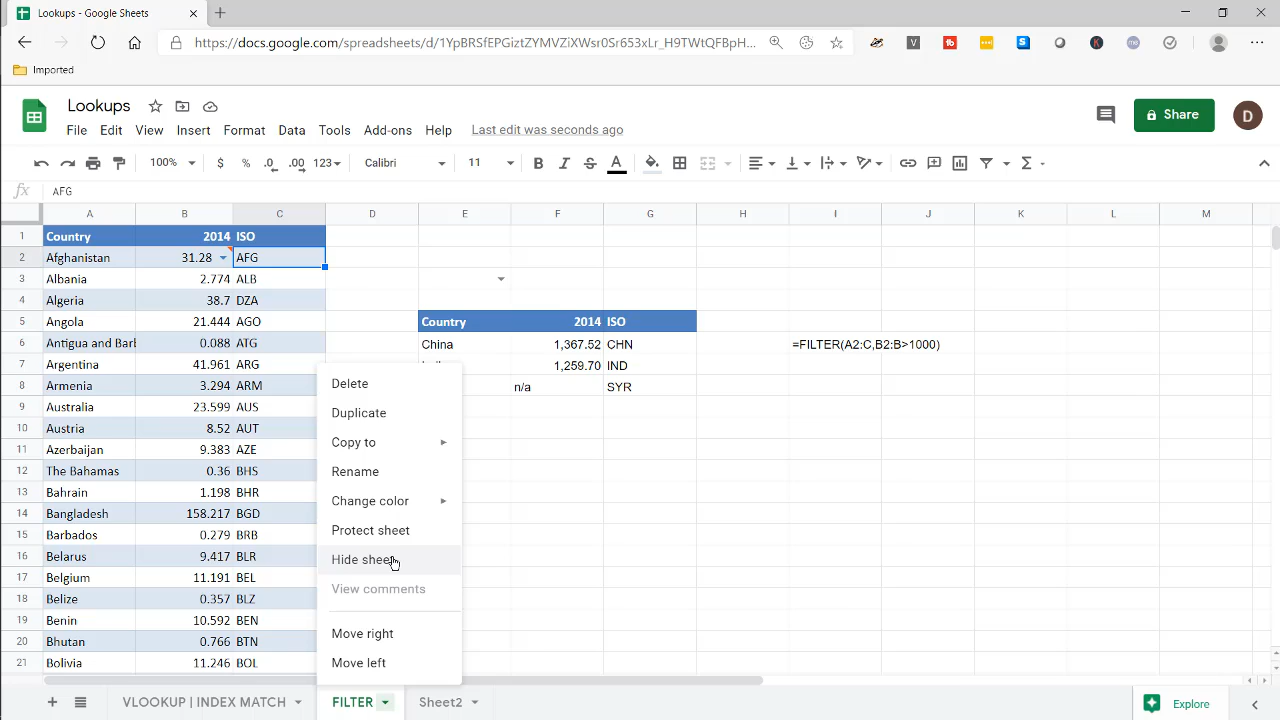 Lookups - Google Sheets
https://docs.google.com/spreadsheets/d/1YpBRSfEPGiztZYMVZiXWsr0Sr653xLr_H9TWtQFBpH...
Imported
Lookups
File Edit View Insert Format Data Tools Add-ons Help Last edit was seconds ago
Share
D
100% $ % .0 .00 123 Calibri 11 B I S A
fx AFG
A B C D E F G H I J K L M
1 Country 2014 ISO
2 Afghanistan 31.28 AFG
3 Albania 2.774 ALB
4 Algeria 38.7 DZA
5 Angola 21.444 AGO Country 2014 ISO
6 Antigua and Bar 0.088 ATG China 1,367.52 CHN =FILTER(A2:C,B2:B>1000)
7 Argentina 41.961 ARG 1,259.70 IND
8 Armenia 3.294 ARM n/a SYR
9 Australia 23.599 AUS
10 Austria 8.52 AUT
11 Azerbaijan 9.383 AZE
12 The Bahamas 0.36 BHS
13 Bahrain 1.198 BHR
14 Bangladesh 158.217 BGD
15 Barbados 0.279 BRB
16 Belarus 9.417 BLR
17 Belgium 11.191 BEL
18 Belize 0.357 BLZ
19 Benin 10.592 BEN
20 Bhutan 0.766 BTN
21 Bolivia 11.246 BOL
Delete
Duplicate
Copy to
Rename
Change color
Protect sheet
Hide sheet
View comments
Move right
Move left
VLOOKUP | INDEX MATCH FILTER Sheet2 Explore